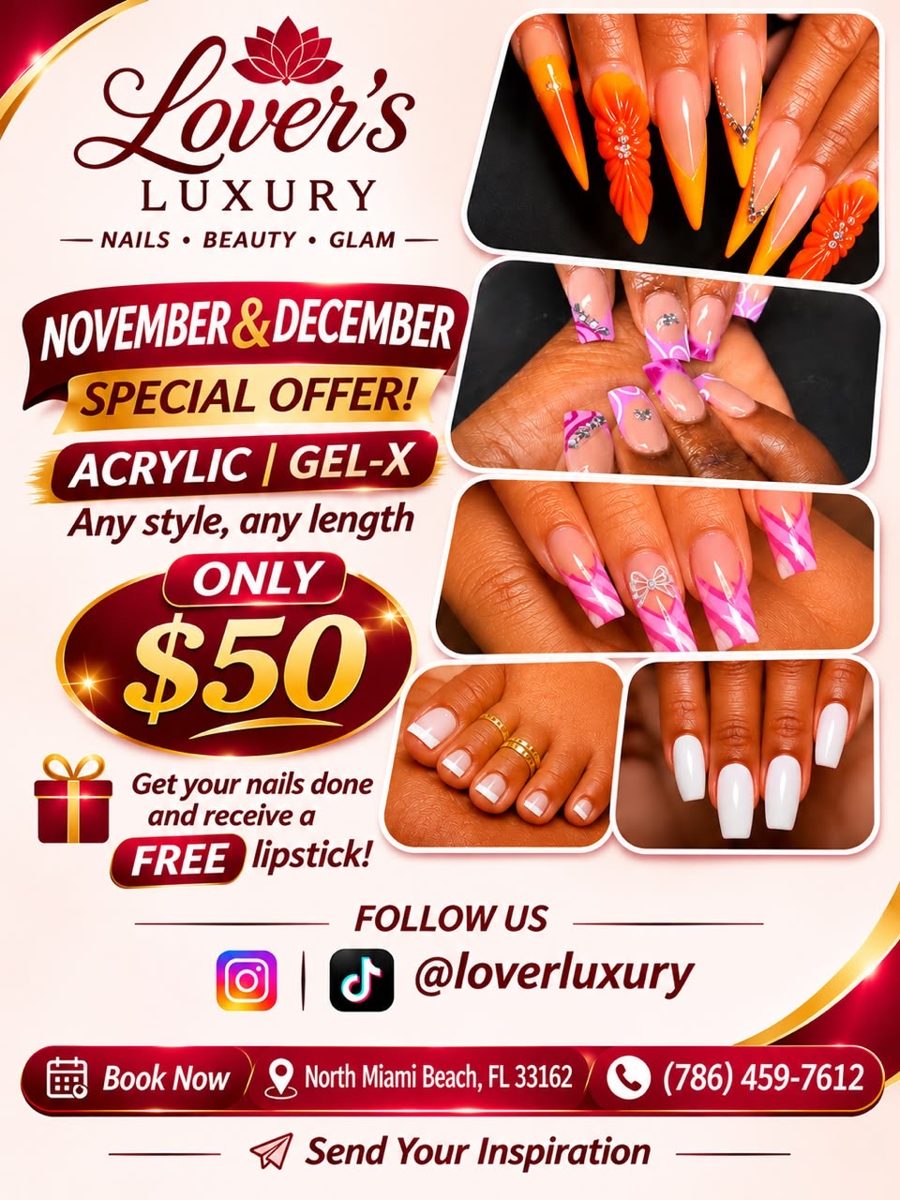 Lover's
LUXURY
NAILS • BEAUTY • GLAM
NOVEMBER & DECEMBER
SPECIAL OFFER!
ACRYLIC | GEL-X
Any style, any length
ONLY
$50
Get your nails done
and receive a
FREE lipstick!
FOLLOW US
@loverluxury
Book Now
North Miami Beach, FL 33162
(786) 459-7612
Send Your Inspiration